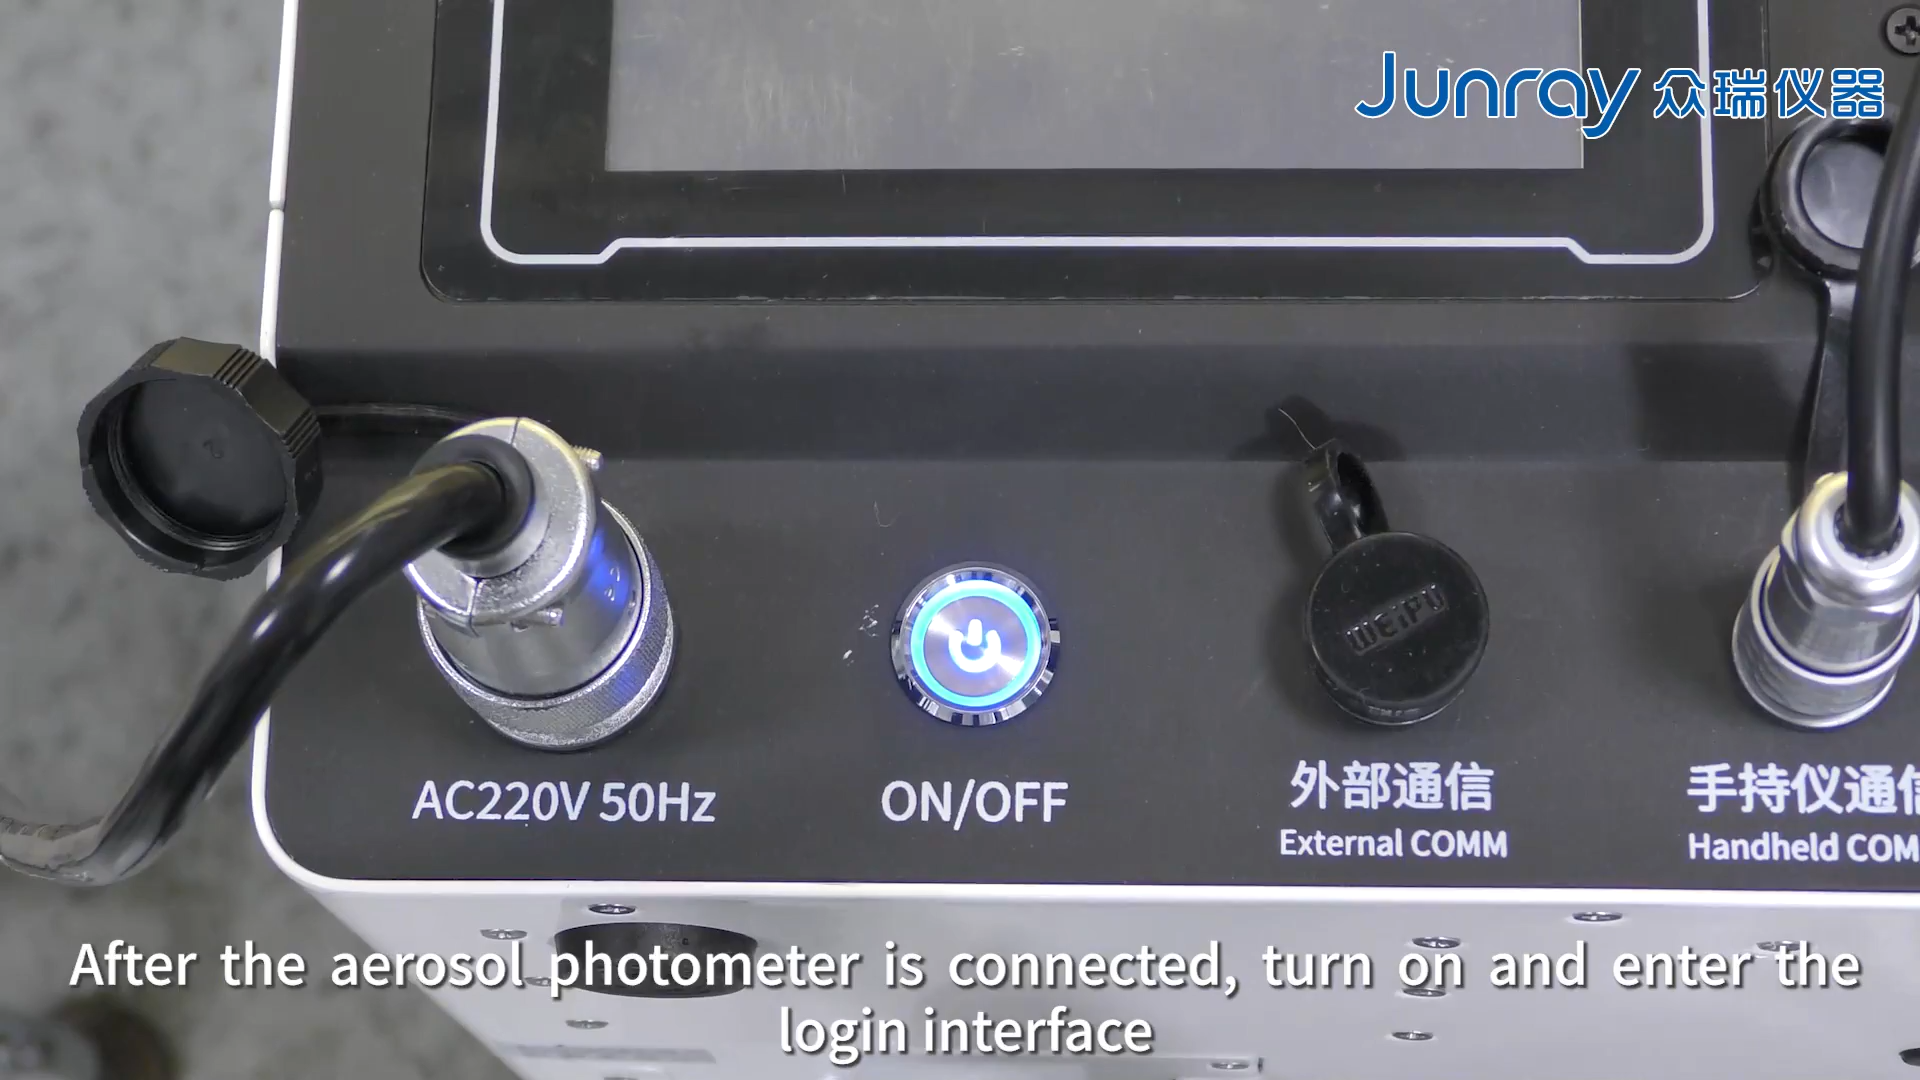 Junray 众瑞仪器
WEIPU
AC220V 50Hz
ON/OFF
外部通信
External COMM
手持仪通信
Handheld COM
After the aerosol photometer is connected, turn on and enter the
login interface